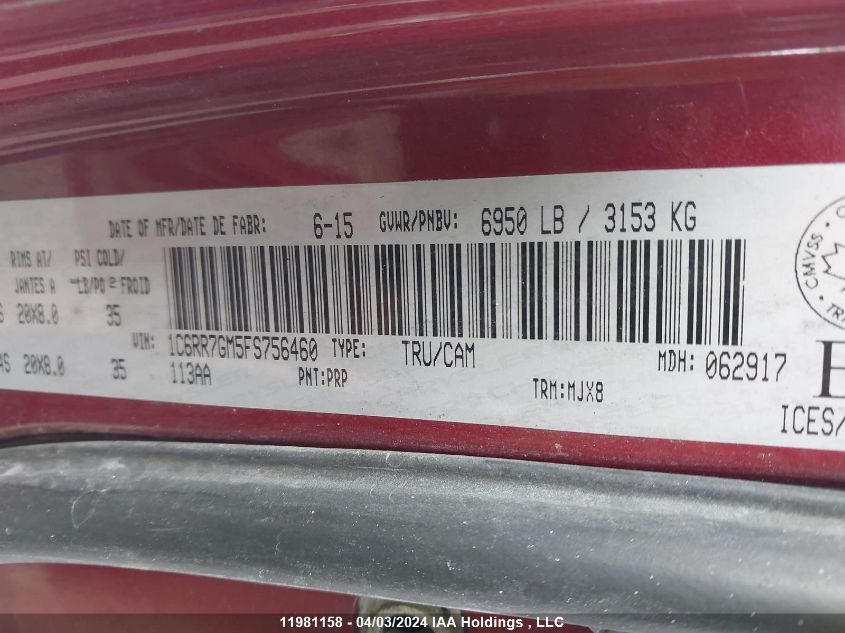 DATE OF MFR/DATE DE FABR: 6-15 GVWR/PNBV: 6950 LB / 3153 KG
RIMS AT/ PSI COLD/
JANTES A LB/PO² FROID
20X8.0 35
VIN: 1C6RR7GM5FS756460 TYPE: TRU/CAM MDH: 062917
20X8.0 35
113AA PNT:PRP TRM:MJX8
CMVSS
ICES/
11981158 - 04/03/2024 IAA Holdings , LLC